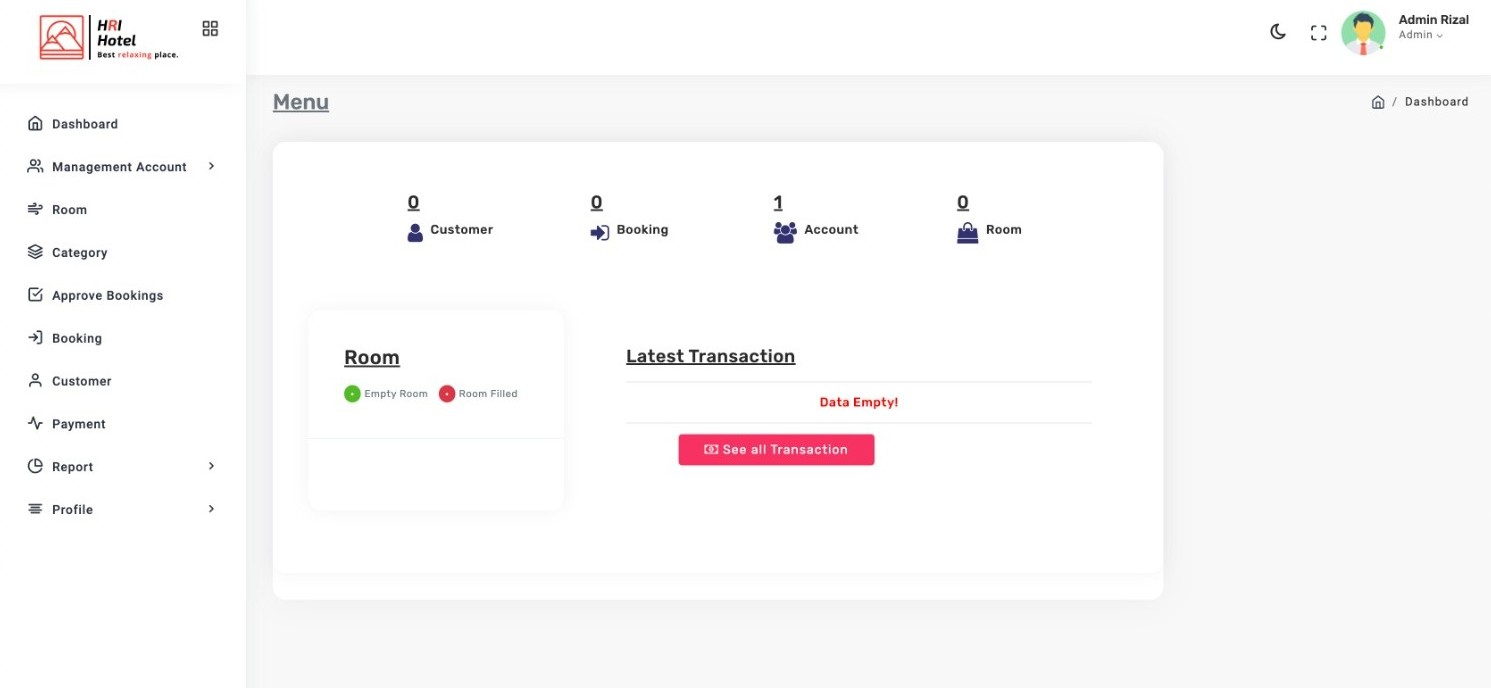 HRI
Hotel
Best relaxing place.
Admin Rizal
Admin
Menu
/ Dashboard
Dashboard
Management Account
Room
Category
Approve Bookings
Booking
Customer
Payment
Report
Profile
0
Customer
0
Booking
1
Account
0
Room
Room
Empty Room Room Filled
Latest Transaction
Data Empty!
See all Transaction